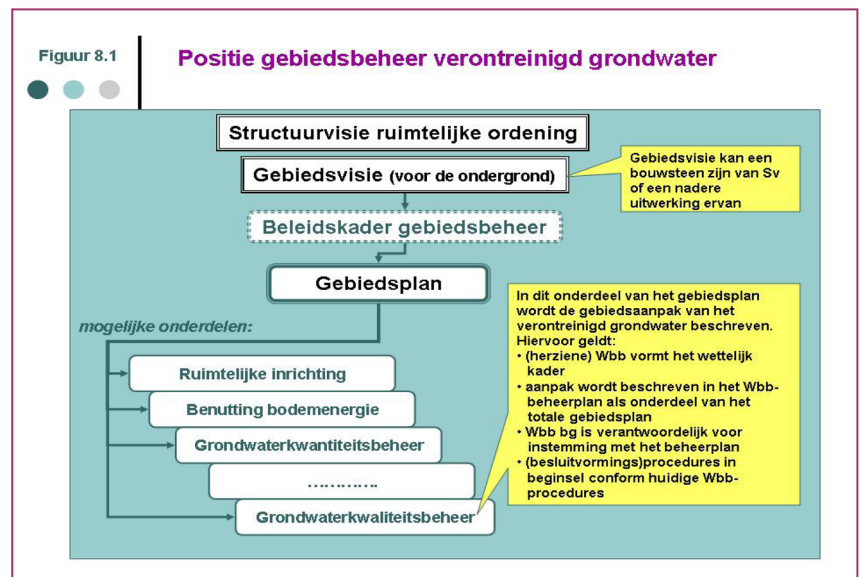 Figuur 8.1
Positie gebiedsbeheer verontreinigd grondwater
Structuurvisie ruimtelijke ordening
Gebiedsvisie (voor de ondergrond)
Gebiedsvisie kan een
bouwsteen zijn van Sv
of een nadere
uitwerking ervan
Beleidskader gebiedsbeheer
Gebiedsplan
mogelijke onderdelen:
Ruimtelijke inrichting
Benutting bodemenergie
Grondwaterkwantiteitsbeheer
………….
Grondwaterkwaliteitsbeheer
In dit onderdeel van het gebiedsplan
wordt de gebiedsaanpak van het
verontreinigd grondwater beschreven.
Hiervoor geldt:
• (herziene) Wbb vormt het wettelijk
kader
• aanpak wordt beschreven in het Wbb-
beheerplan als onderdeel van het
totale gebiedsplan
• Wbb bg is verantwoordelijk voor
instemming met het beheerplan
• (besluitvormings)procedures in
beginsel conform huidige Wbb-
procedures